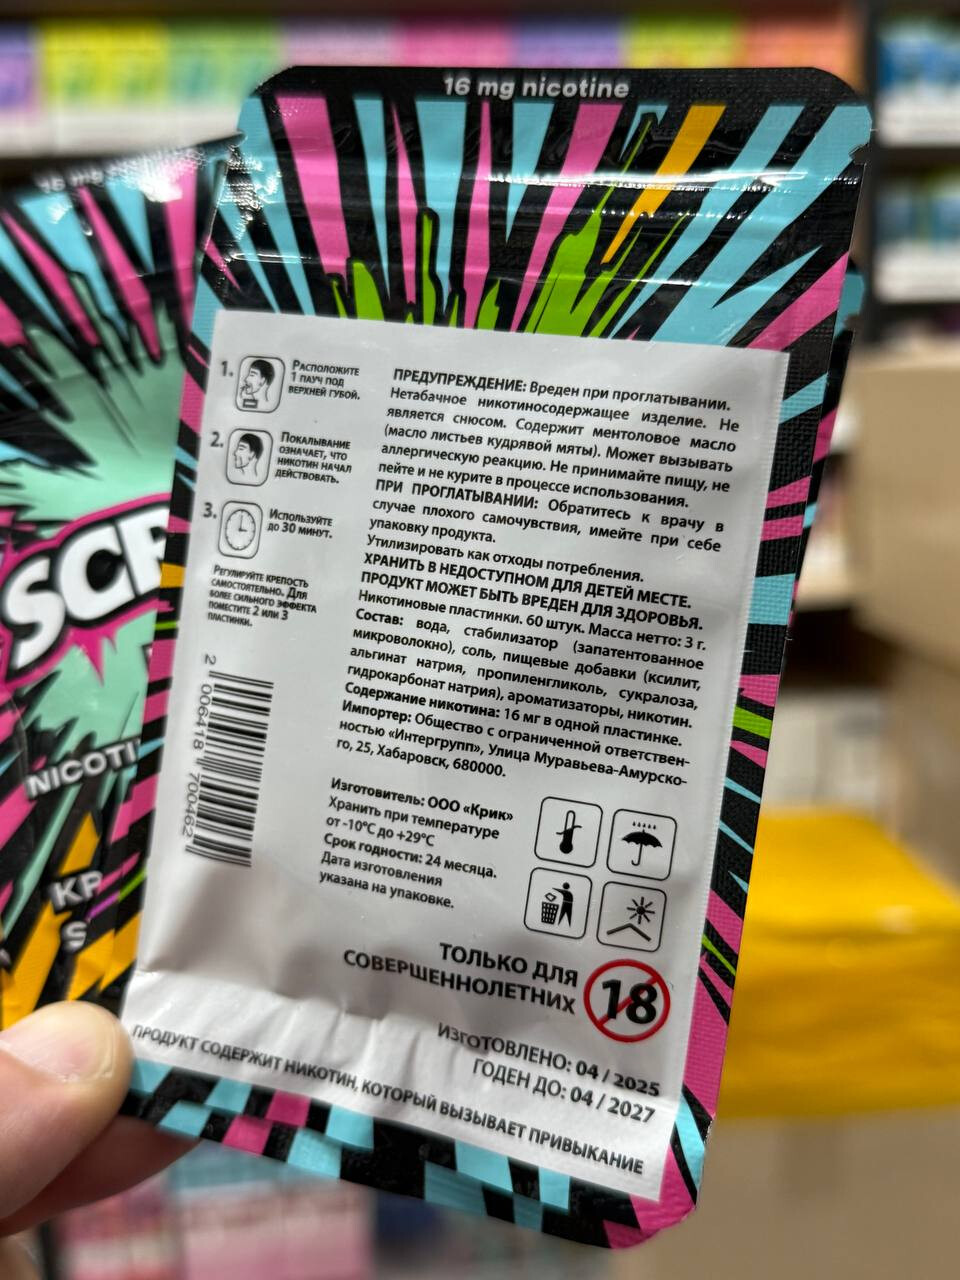 16 mg nicotine
1. Расположите
1 пауч под
верхней губой.
2. Покалывание
означает, что
никотин начал
действовать.
3. Используйте
до 30 минут.
Регулируйте крепость
самостоятельно. Для
более сильного эффекта
поместите 2 или 3
пластинки.
2 006418 700462
ПРЕДУПРЕЖДЕНИЕ: Вреден при проглатывании.
Нетабачное никотиносодержащее изделие. Не
является снюсом. Содержит ментоловое масло
(масло листьев кудрявой мяты). Может вызывать
аллергическую реакцию. Не принимайте пищу, не
пейте и не курите в процессе использования.
ПРИ ПРОГЛАТЫВАНИИ: Обратитесь к врачу в
случае плохого самочувствия, имейте при себе
упаковку продукта.
Утилизировать как отходы потребления.
ХРАНИТЬ В НЕДОСТУПНОМ ДЛЯ ДЕТЕЙ МЕСТЕ.
ПРОДУКТ МОЖЕТ БЫТЬ ВРЕДЕН ДЛЯ ЗДОРОВЬЯ.
Никотиновые пластинки. 60 штук. Масса нетто: 3 г.
Состав: вода, стабилизатор (запатентованное
микроволокно), соль, пищевые добавки (ксилит,
альгинат натрия, пропиленгликоль, сукралоза,
гидрокарбонат натрия), ароматизаторы, никотин.
Содержание никотина: 16 мг в одной пластинке.
Импортер: Общество с ограниченной ответствен-
ностью «Интергрупп», Улица Муравьева-Амурско-
го, 25, Хабаровск, 680000.
Изготовитель: ООО «Крик»
Хранить при температуре
от -10°C до +29°C
Срок годности: 24 месяца.
Дата изготовления
указана на упаковке.
ТОЛЬКО ДЛЯ
СОВЕРШЕННОЛЕТНИХ
18
ИЗГОТОВЛЕНО: 04 / 2025
ГОДЕН ДО: 04 / 2027
ПРОДУКТ СОДЕРЖИТ НИКОТИН, КОТОРЫЙ ВЫЗЫВАЕТ ПРИВЫКАНИЕ
16 mg
SCR
NICOTI
КР